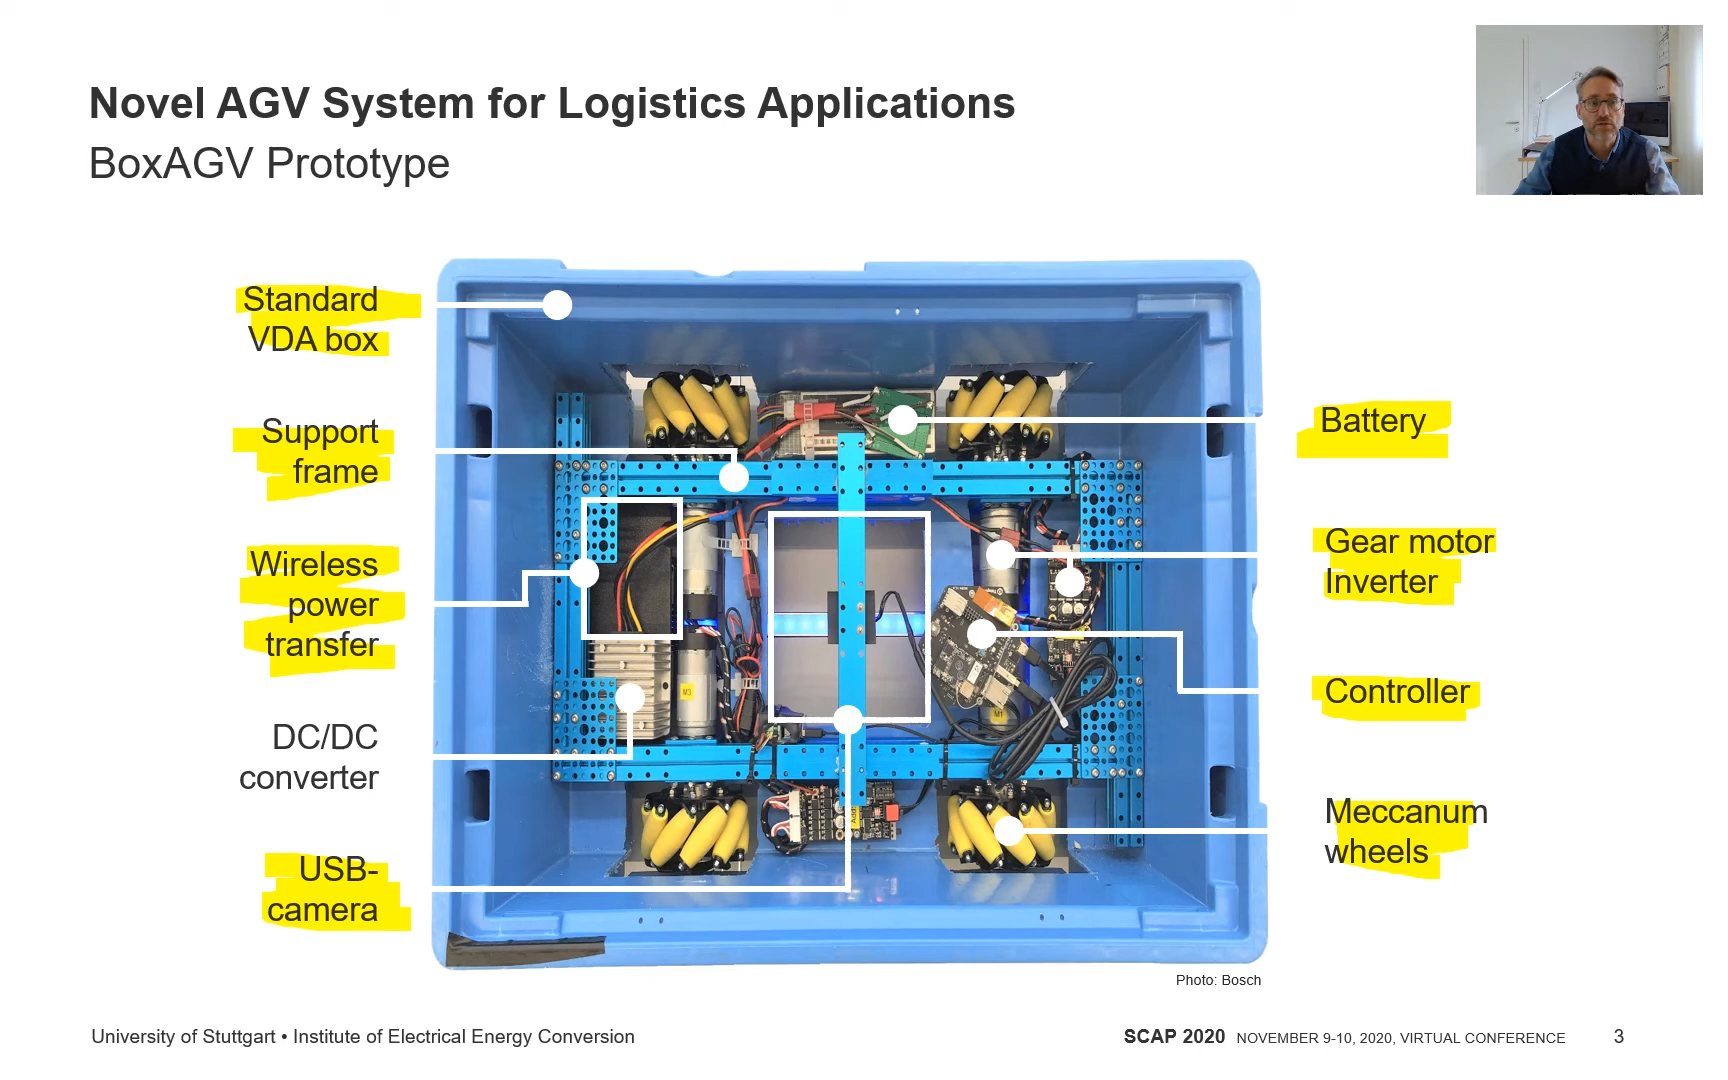 Novel AGV System for Logistics Applications
BoxAGV Prototype
Standard
VDA box
Support
frame
Wireless
power
transfer
DC/DC
converter
USB-
camera
Battery
Gear motor
Inverter
Controller
Meccanum
wheels
M3
M1
Photo: Bosch
University of Stuttgart • Institute of Electrical Energy Conversion
SCAP 2020 NOVEMBER 9-10, 2020, VIRTUAL CONFERENCE 3